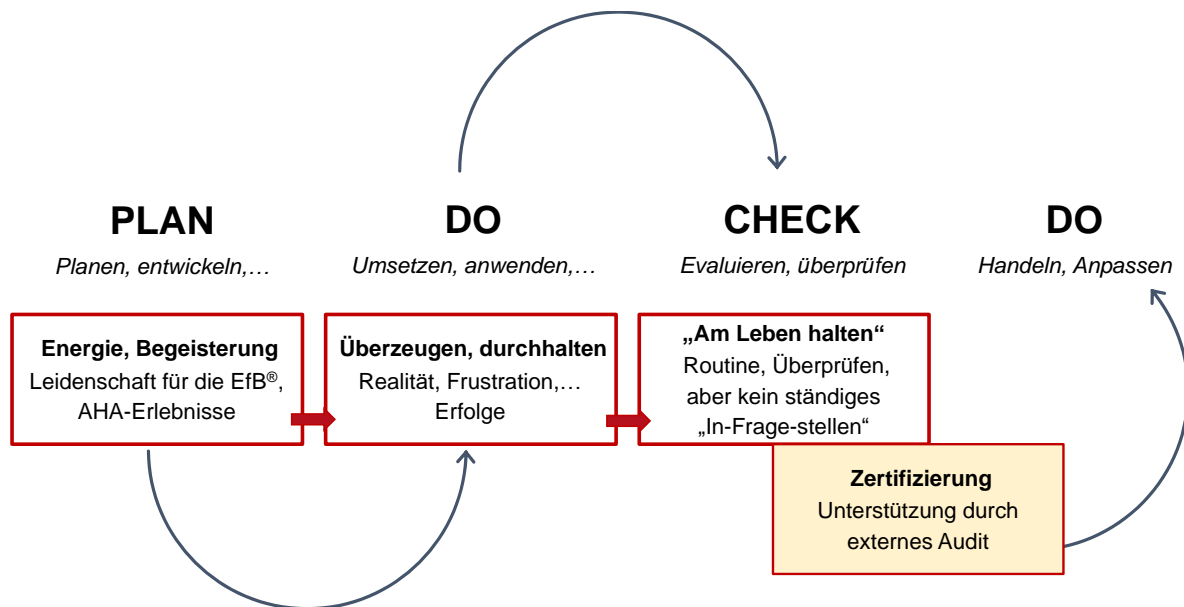 PLAN
Planen, entwickeln,…
DO
Umsetzen, anwenden,…
CHECK
Evaluieren, überprüfen
DO
Handeln, Anpassen
Energie, Begeisterung
Leidenschaft für die EfB®,
AHA-Erlebnisse
Überzeugen, durchhalten
Realität, Frustration,…
Erfolge
„Am Leben halten“
Routine, Überprüfen,
aber kein ständiges
„In-Frage-stellen“
Zertifizierung
Unterstützung durch
externes Audit